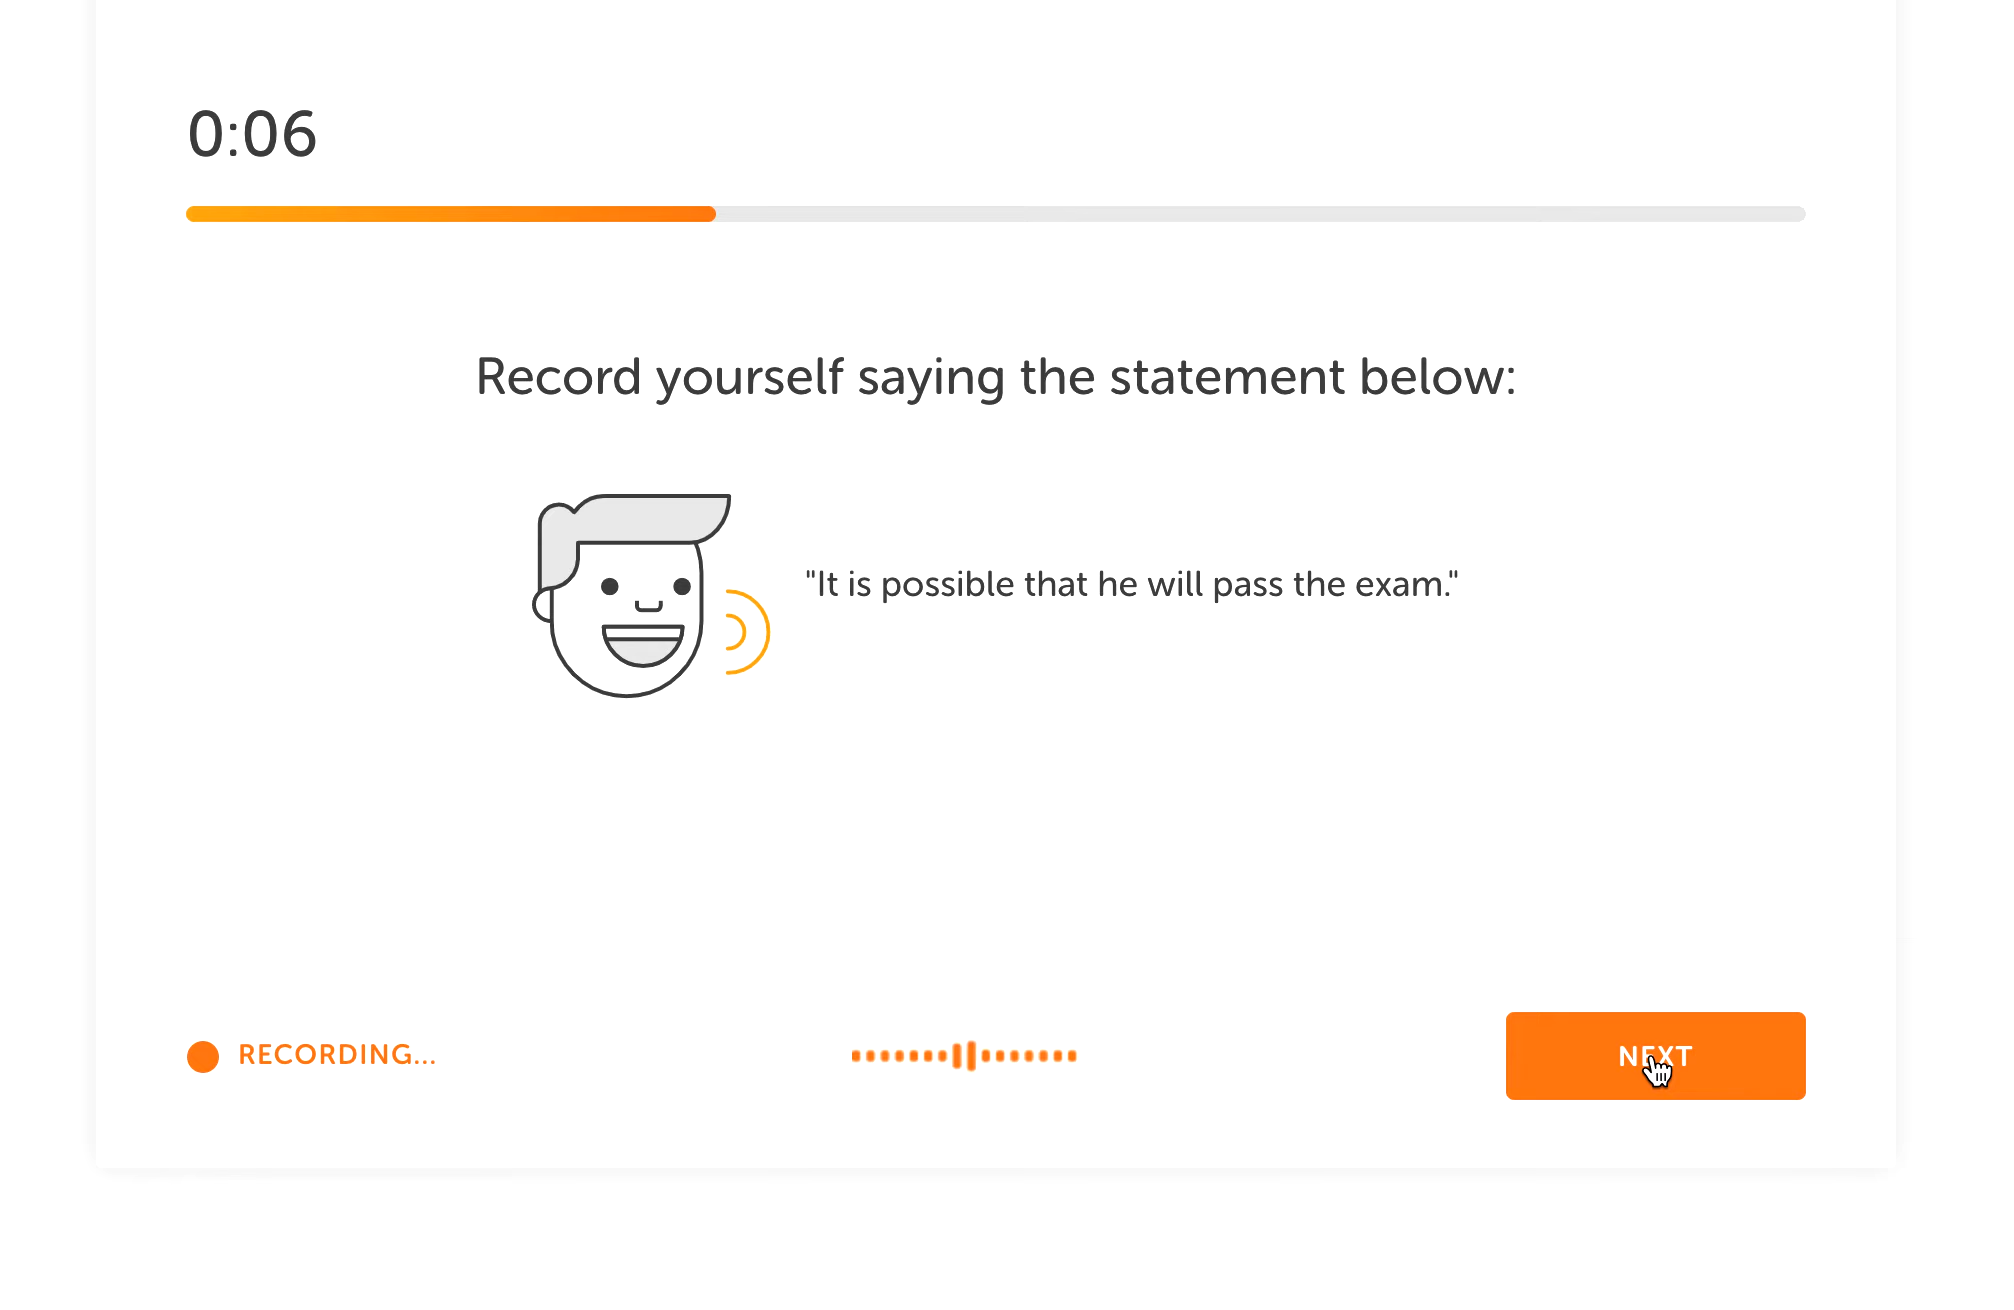 0:06
Record yourself saying the statement below:
"It is possible that he will pass the exam."
RECORDING...
NEXT